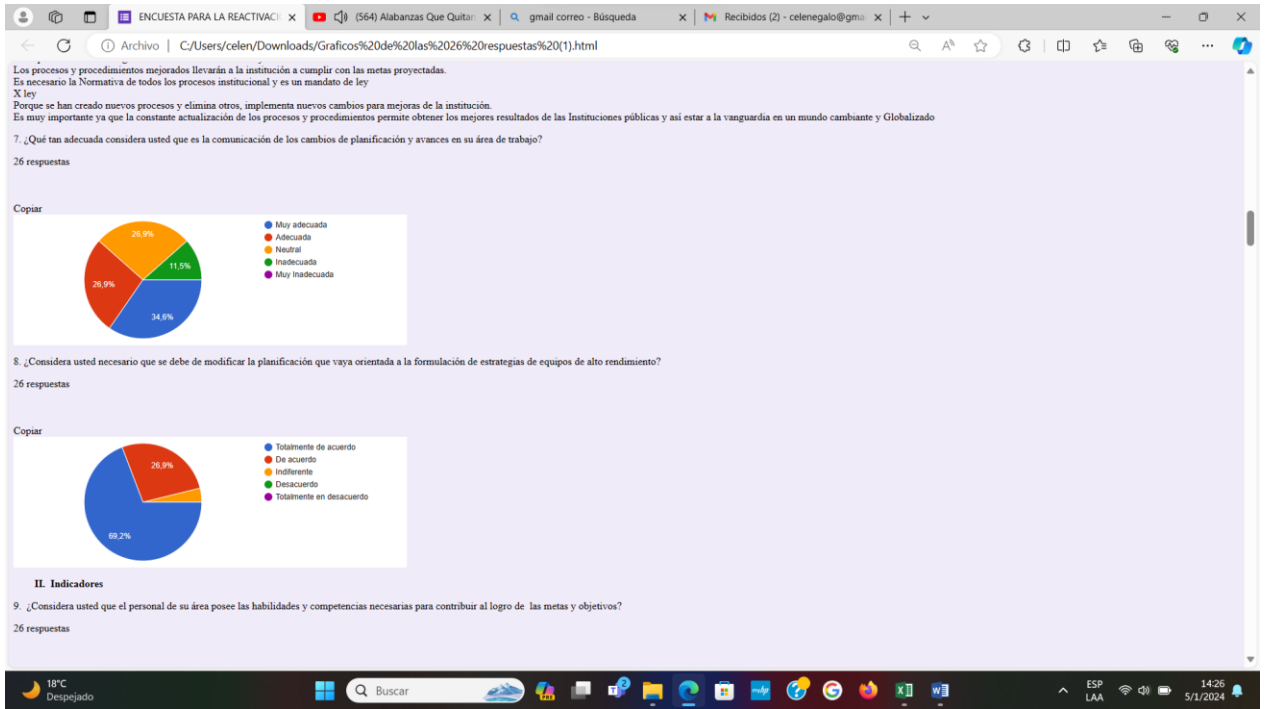 ENCUESTA PARA LA REACTIVACI
(564) Alabanzas Que Quitar
gmail correo - Búsqueda
Recibidos (2) - celenegalo@gma
Archivo
C:/Users/celen/Downloads/Graficos%20de%20las%2026%20respuestas%20(1).html
Los procesos y procedimientos mejorados llevarán a la institución a cumplir con las metas proyectadas.
Es necesario la Normativa de todos los procesos institucional y es un mandato de ley
X ley
Porque se han creado nuevos procesos y elimina otros, implementa nuevos cambios para mejoras de la institución.
Es muy importante ya que la constante actualización de los procesos y procedimientos permite obtener los mejores resultados de las Instituciones públicas y asi estar a la vanguardia en un mundo cambiante y Globalizado
7. ¿Qué tan adecuada considera usted que es la comunicación de los cambios de planificación y avances en su área de trabajo?
26 respuestas
Copiar
26,9%
11,5%
26,9%
34,6%
Muy adecuada
Adecuada
Neutral
Inadecuada
Muy Inadecuada
8. ¿Considera usted necesario que se debe de modificar la planificación que vaya orientada a la formulación de estrategias de equipos de alto rendimiento?
26 respuestas
Copiar
26,9%
69,2%
Totalmente de acuerdo
De acuerdo
Indiferente
Desacuerdo
Totalmente en desacuerdo
II. Indicadores
9. ¿Considera usted que el personal de su área posee las habilidades y competencias necesarias para contribuir al logro de las metas y objetivos?
26 respuestas
18°C
Despejado
Buscar
ESP
LAA
14:26
5/1/2024